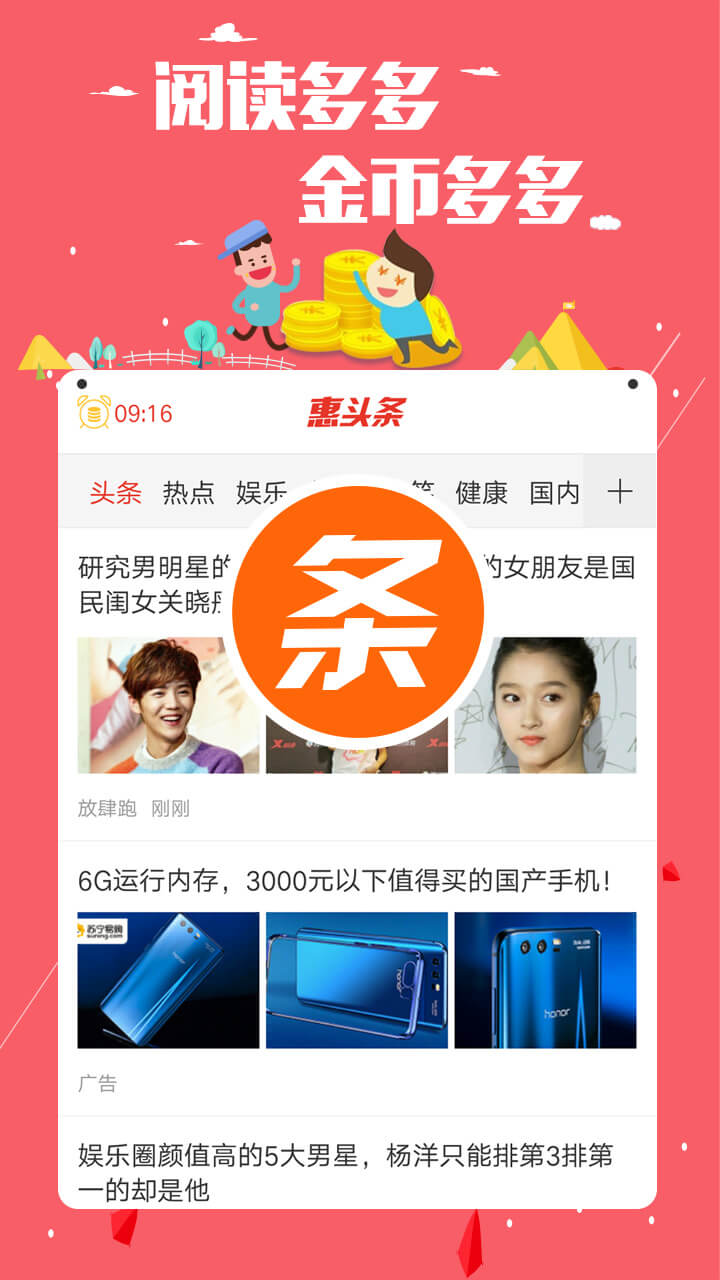 阅读多多
金币多多
09:16
惠头条
头条 热点 娱乐 健康 国内 +
条
研究男明星的 的女朋友是国
民闺女关晓
放肆跑 刚刚
6G运行内存，3000元以下值得买的国产手机！
苏宁易购
suning.com
honor
honor
广告
娱乐圈颜值高的5大男星，杨洋只能排第3排第
一的却是他